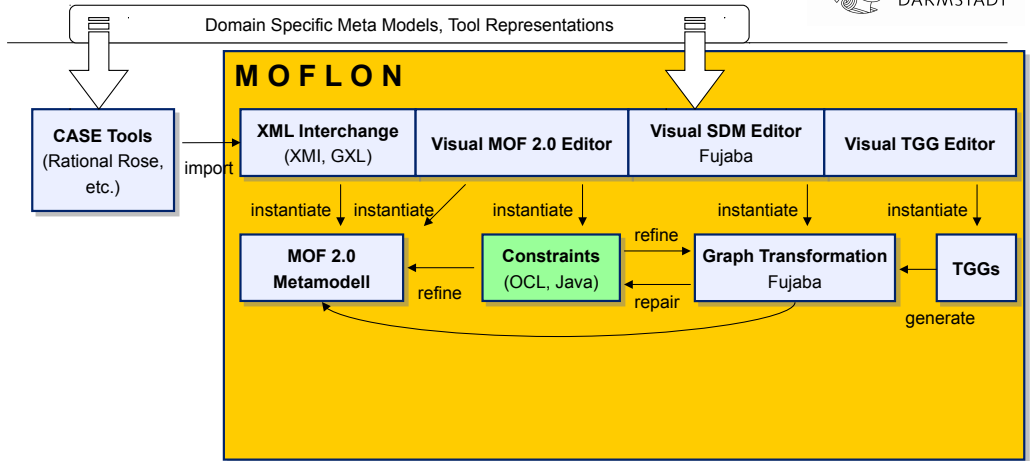 DARMSTADT
Domain Specific Meta Models, Tool Representations
M O F L O N
CASE Tools
(Rational Rose,
etc.)
import
XML Interchange
(XMI, GXL)
Visual MOF 2.0 Editor
Visual SDM Editor
Fujaba
Visual TGG Editor
instantiate
instantiate
instantiate
instantiate
instantiate
MOF 2.0
Metamodell
refine
Constraints
(OCL, Java)
refine
repair
Graph Transformation
Fujaba
TGGs
generate